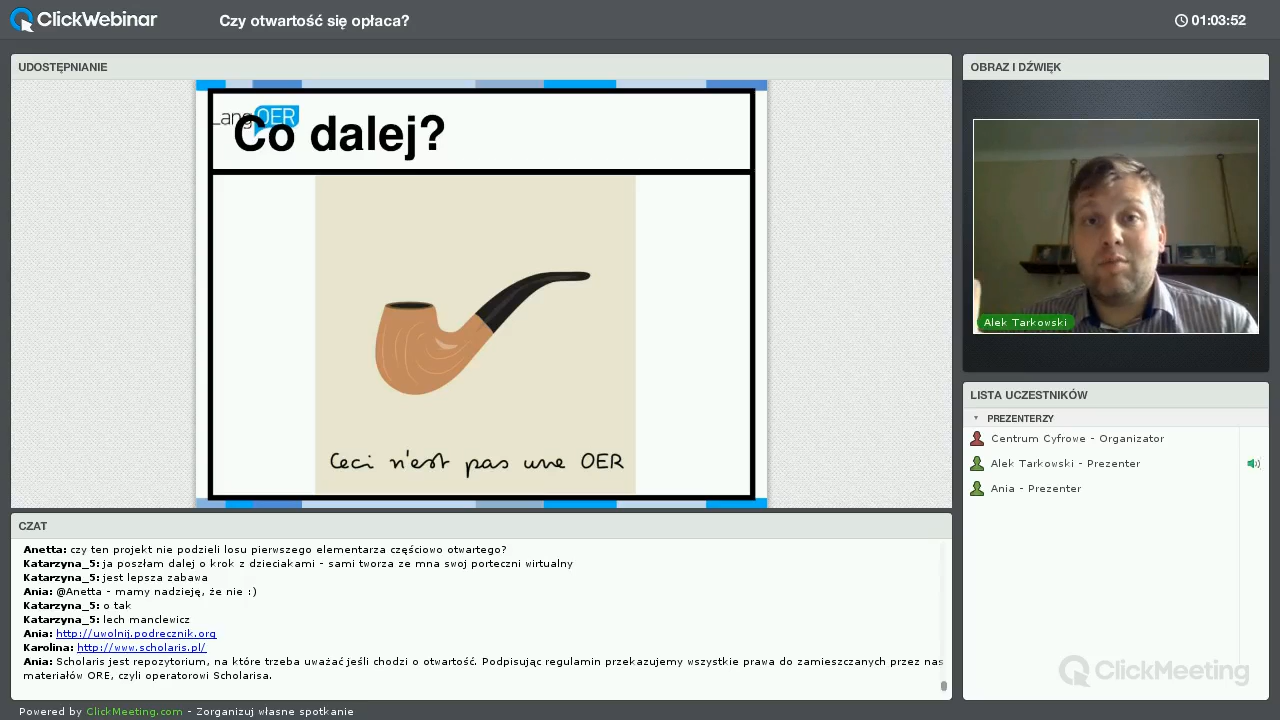 ClickWebinar
Czy otwartość się opłaca?
01:03:52
UDOSTĘPNIANIE
LangOER
Co dalej?
Ceci n'est pas une OER
OBRAZ I DŹWIĘK
Alek Tarkowski
LISTA UCZESTNIKÓW
PREZENTERZY
Centrum Cyfrowe - Organizator
Alek Tarkowski - Prezenter
Ania - Prezenter
ClickMeeting
CZAT
Anetta: czy ten projekt nie podzieli losu pierwszego elementarza częściowo otwartego?
Katarzyna_5: ja poszłam dalej o krok z dzieciakami - sami tworza ze mna swoj porteczni wirtualny
Katarzyna_5: jest lepsza zabawa
Ania: @Anetta - mamy nadzieję, że nie :)
Katarzyna_5: o tak
Katarzyna_5: lech manclewicz
Ania: http://uwolnij.podrecznik.org
Karolina: http://www.scholaris.pl/
Ania: Scholaris jest repozytorium, na które trzeba uważać jeśli chodzi o otwartość. Podpisując regulamin przekazujemy wszystkie prawa do zamieszczanych przez nas
materiałów ORE, czyli operatorowi Scholarisa.
Powered by ClickMeeting.com - Zorganizuj własne spotkanie